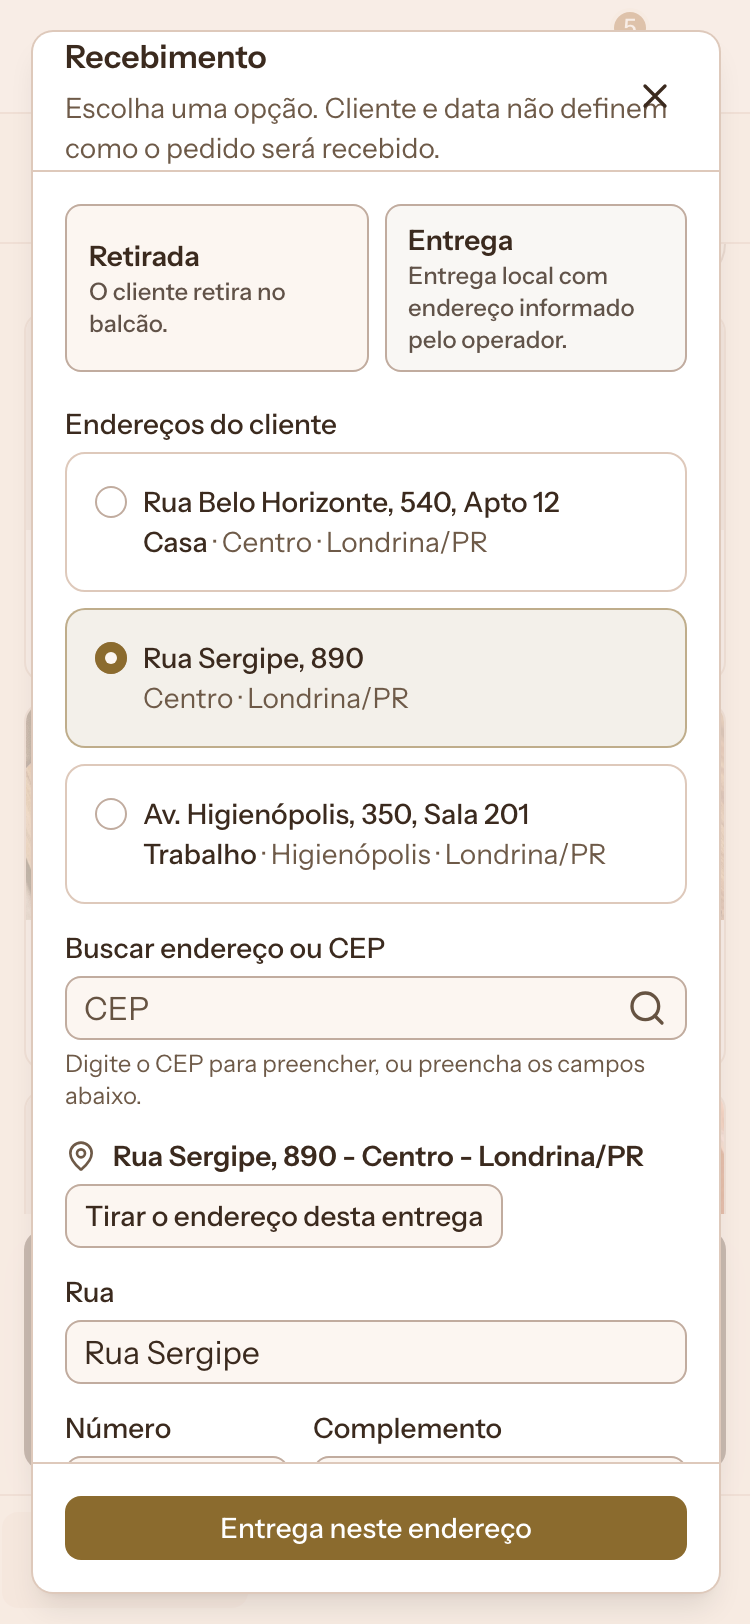 5
Recebimento
Escolha uma opção. Cliente e data não definem
como o pedido será recebido.
Retirada
O cliente retira no
balcão.
Entrega
Entrega local com
endereço informado
pelo operador.
Endereços do cliente
Rua Belo Horizonte, 540, Apto 12
Casa · Centro · Londrina/PR
Rua Sergipe, 890
Centro · Londrina/PR
Av. Higienópolis, 350, Sala 201
Trabalho · Higienópolis · Londrina/PR
Buscar endereço ou CEP
CEP
Digite o CEP para preencher, ou preencha os campos
abaixo.
Rua Sergipe, 890 - Centro - Londrina/PR
Tirar o endereço desta entrega
Rua
Rua Sergipe
Número Complemento
Entrega neste endereço